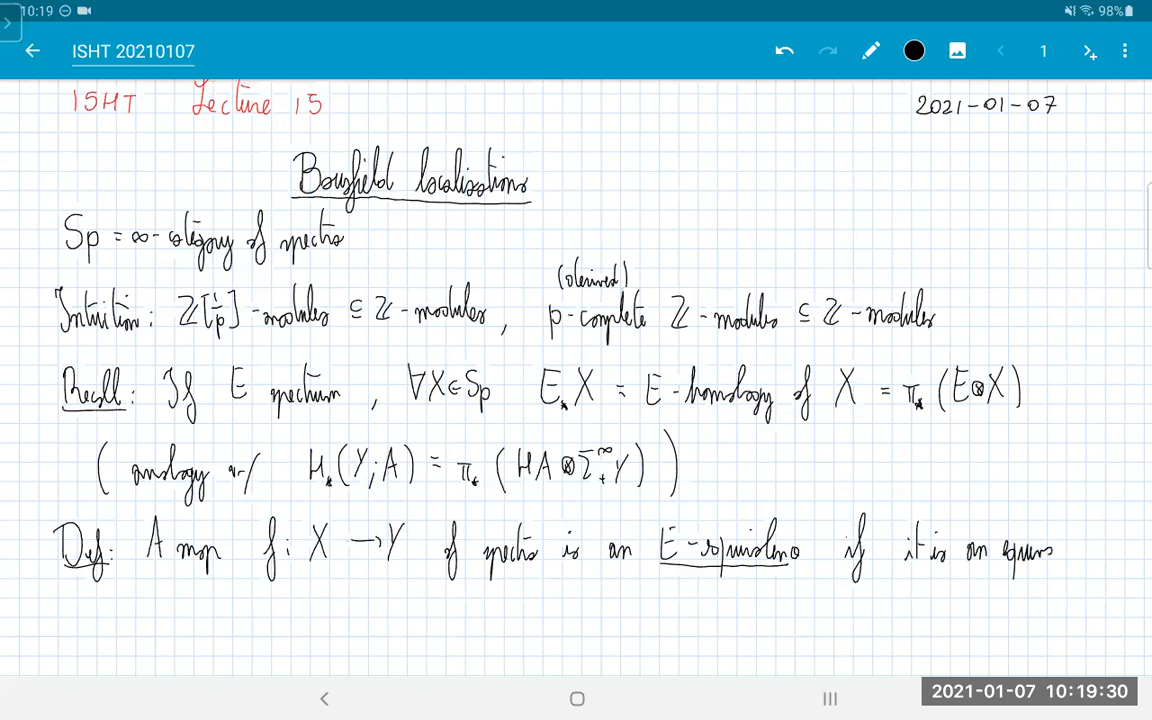 10:19
98%
ISHT 20210107
1
ISHT Lecture 15
2021-01-07
Bousfield localisations
Sp = ∞-category of spectra
(derived)
Intuition: ℤ[1/p]-modules ⊆ ℤ-modules, p-complete ℤ-modules ⊆ ℤ-modules
Recall: If E spectrum, ∀X∈Sp E_*X = E-homology of X = π_*(E⊗X)
(analogy w/ H_*(Y;A) = π_*(HA⊗Σ^∞_+Y))
Def: A map f: X → Y of spectra is an E-equivalence if it is an equiva
2021-01-07 10:19:30